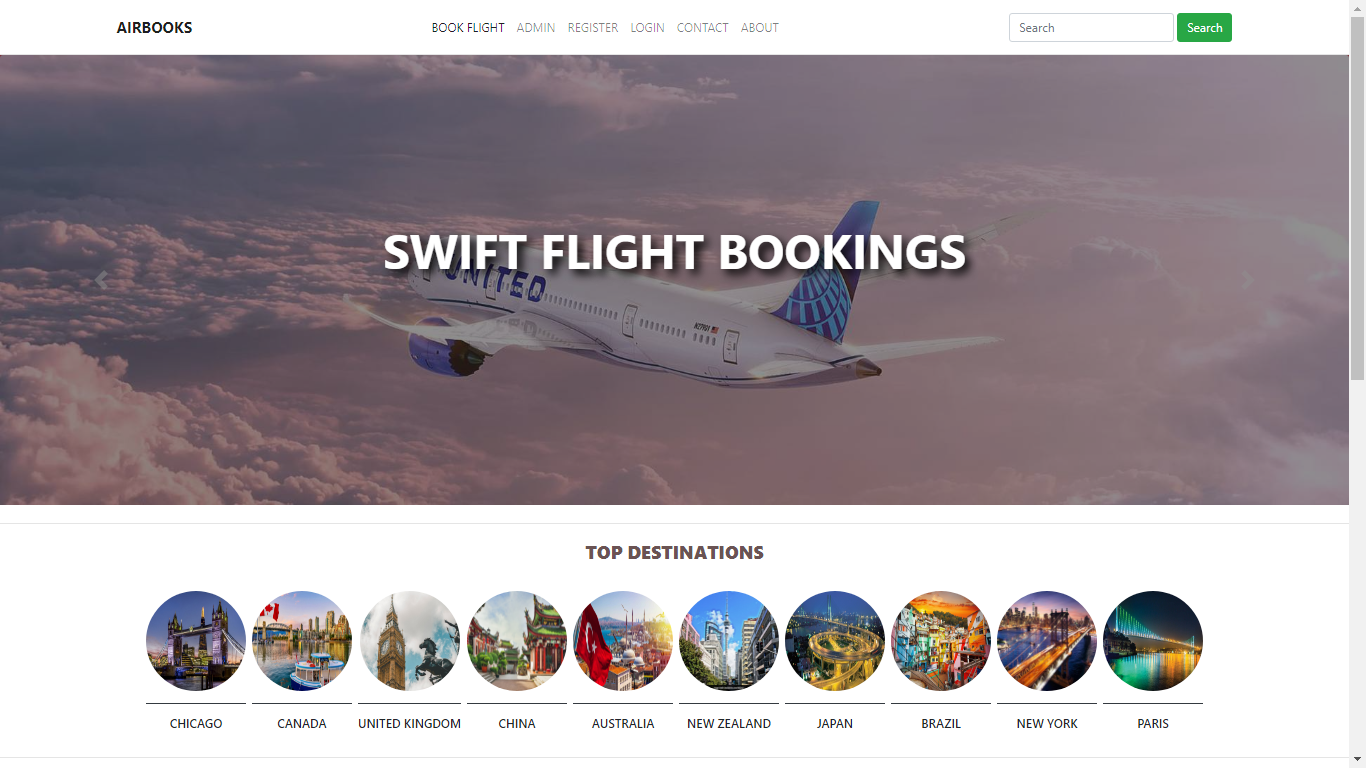 AIRBOOKS
BOOK FLIGHT ADMIN REGISTER LOGIN CONTACT ABOUT
Search Search
SWIFT FLIGHT BOOKINGS
UNITED
TOP DESTINATIONS
CHICAGO CANADA UNITED KINGDOM CHINA AUSTRALIA NEW ZEALAND JAPAN BRAZIL NEW YORK PARIS